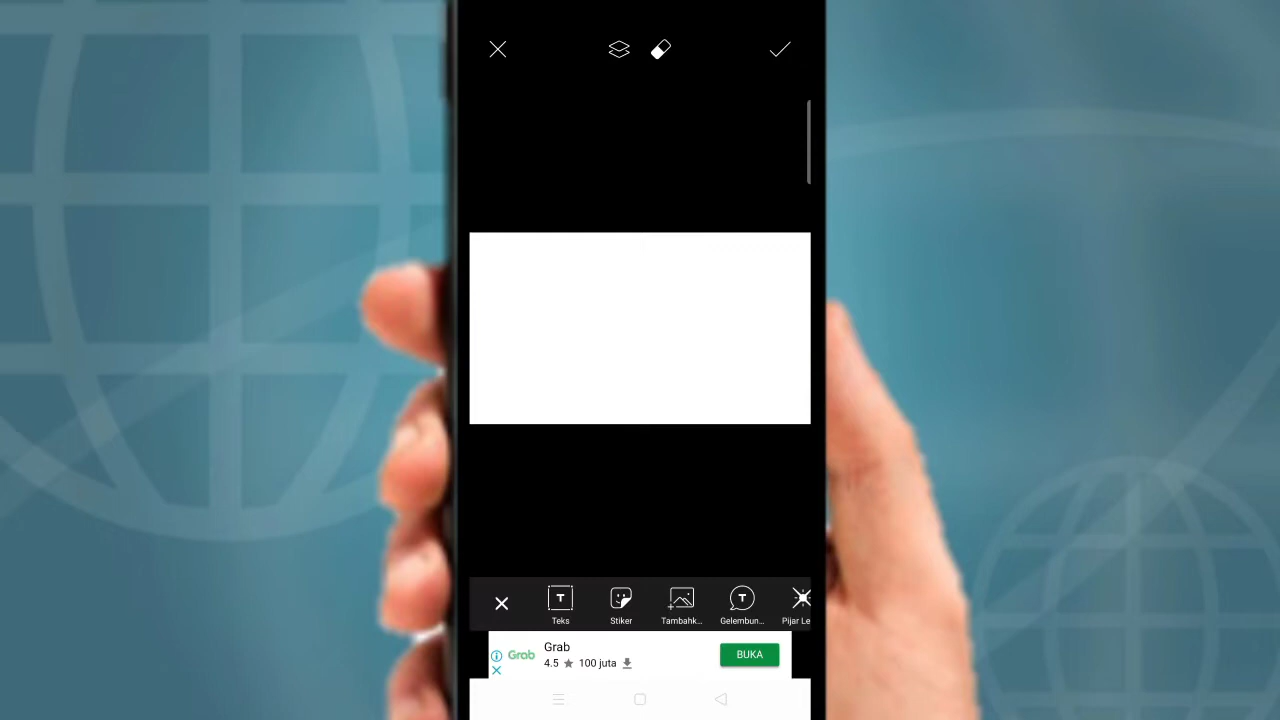 Teks
Stiker
Tambahk...
Gelembun...
Pijar Le
Grab
Grab
4.5 ★ 100 juta
BUKA